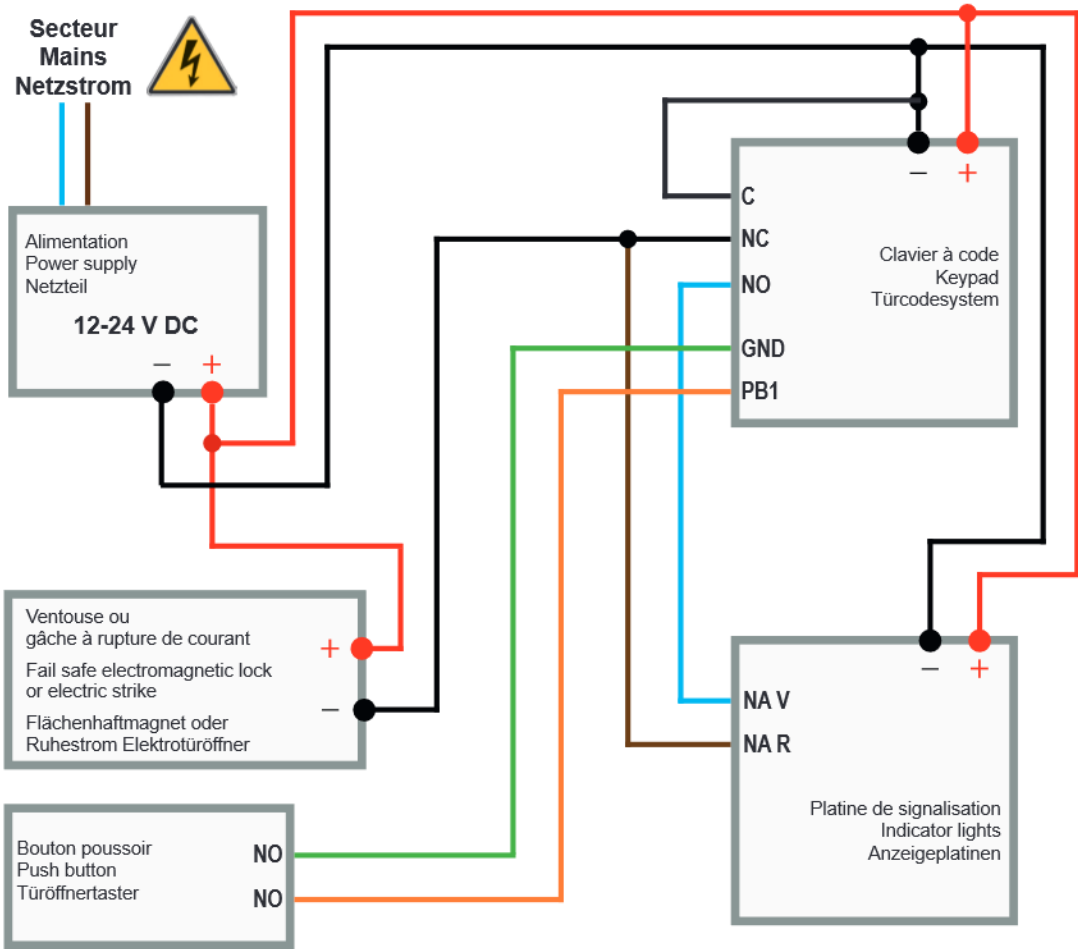 Secteur
Mains
Netzstrom
Alimentation
Power supply
Netzteil
12-24 V DC
− +
− +
C
NC
NO
GND
PB1
Clavier à code
Keypad
Türcodesystem
Ventouse ou
gâche à rupture de courant
Fail safe electromagnetic lock
or electric strike
Flächenhaftmagnet oder
Ruhestrom Elektrotüröffner
+
−
− +
NA V
NA R
Platine de signalisation
Indicator lights
Anzeigeplatinen
Bouton poussoir
Push button
Türöffnertaster
NO
NO